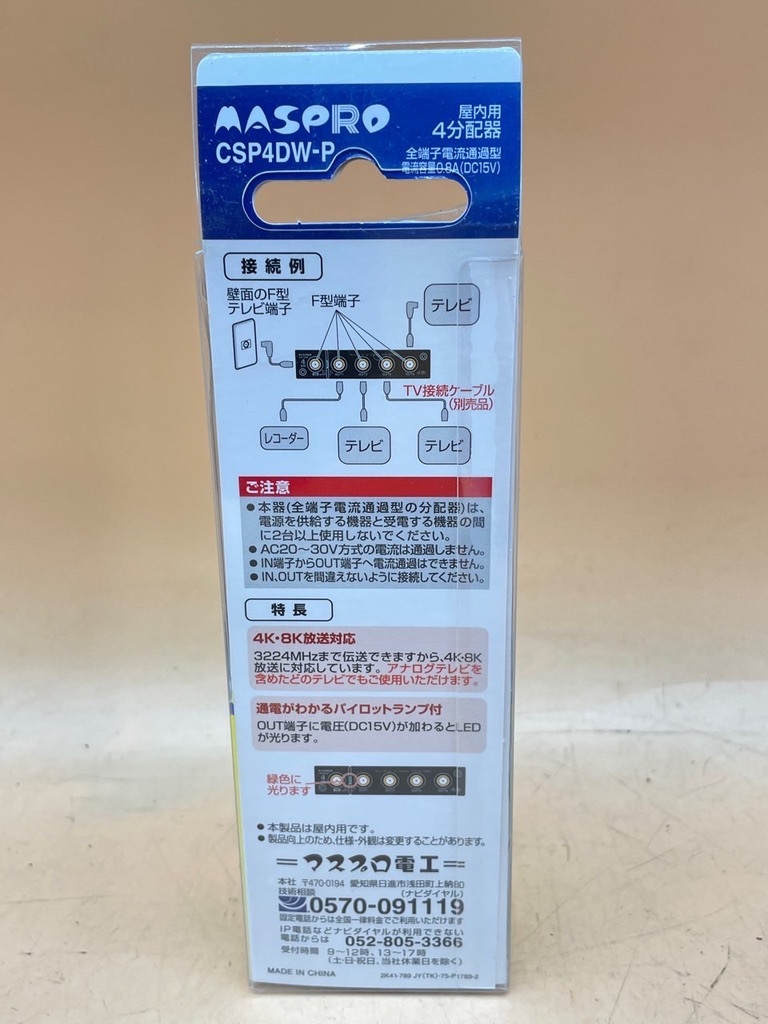 MASPRO
CSP4DW-P
屋内用
4分配器
全端子電流通過型
電流容量0.8A(DC15V)
接続例
壁面のF型
テレビ端子
F型端子
テレビ
TV接続ケーブル
(別売品)
レコーダー
テレビ
テレビ
ご注意
●本器(全端子電流通過型の分配器)は、
電源を供給する機器と受電する機器の間
に2台以上使用しないでください。
●AC20〜30V方式の電流は通過しません。
●IN端子からOUT端子へ電流通過はできません。
●IN、OUTを間違えないように接続してください。
特長
4K・8K放送対応
3224MHzまで伝送できますから、4K・8K
放送に対応しています。アナログテレビを
含めたどのテレビでもご使用いただけます。
通電がわかるパイロットランプ付
OUT端子に電圧(DC15V)が加わるとLED
が光ります。
緑色に
光ります
●本製品は屋内用です。
●製品向上のため、仕様・外観は変更することがあります。
マスプロ電工
本社 〒470-0194 愛知県日進市浅田町上納80
技術相談 (ナビダイヤル)
0570-091119
固定電話からは全国一律料金でご利用いただけます
IP電話などナビダイヤルが利用できない
電話からは 052-805-3366
受付時間 9〜12時、13〜17時
(土・日・祝日、当社休業日を除く)
MADE IN CHINA
2K41-789 JY(TK)-75-P1789-2